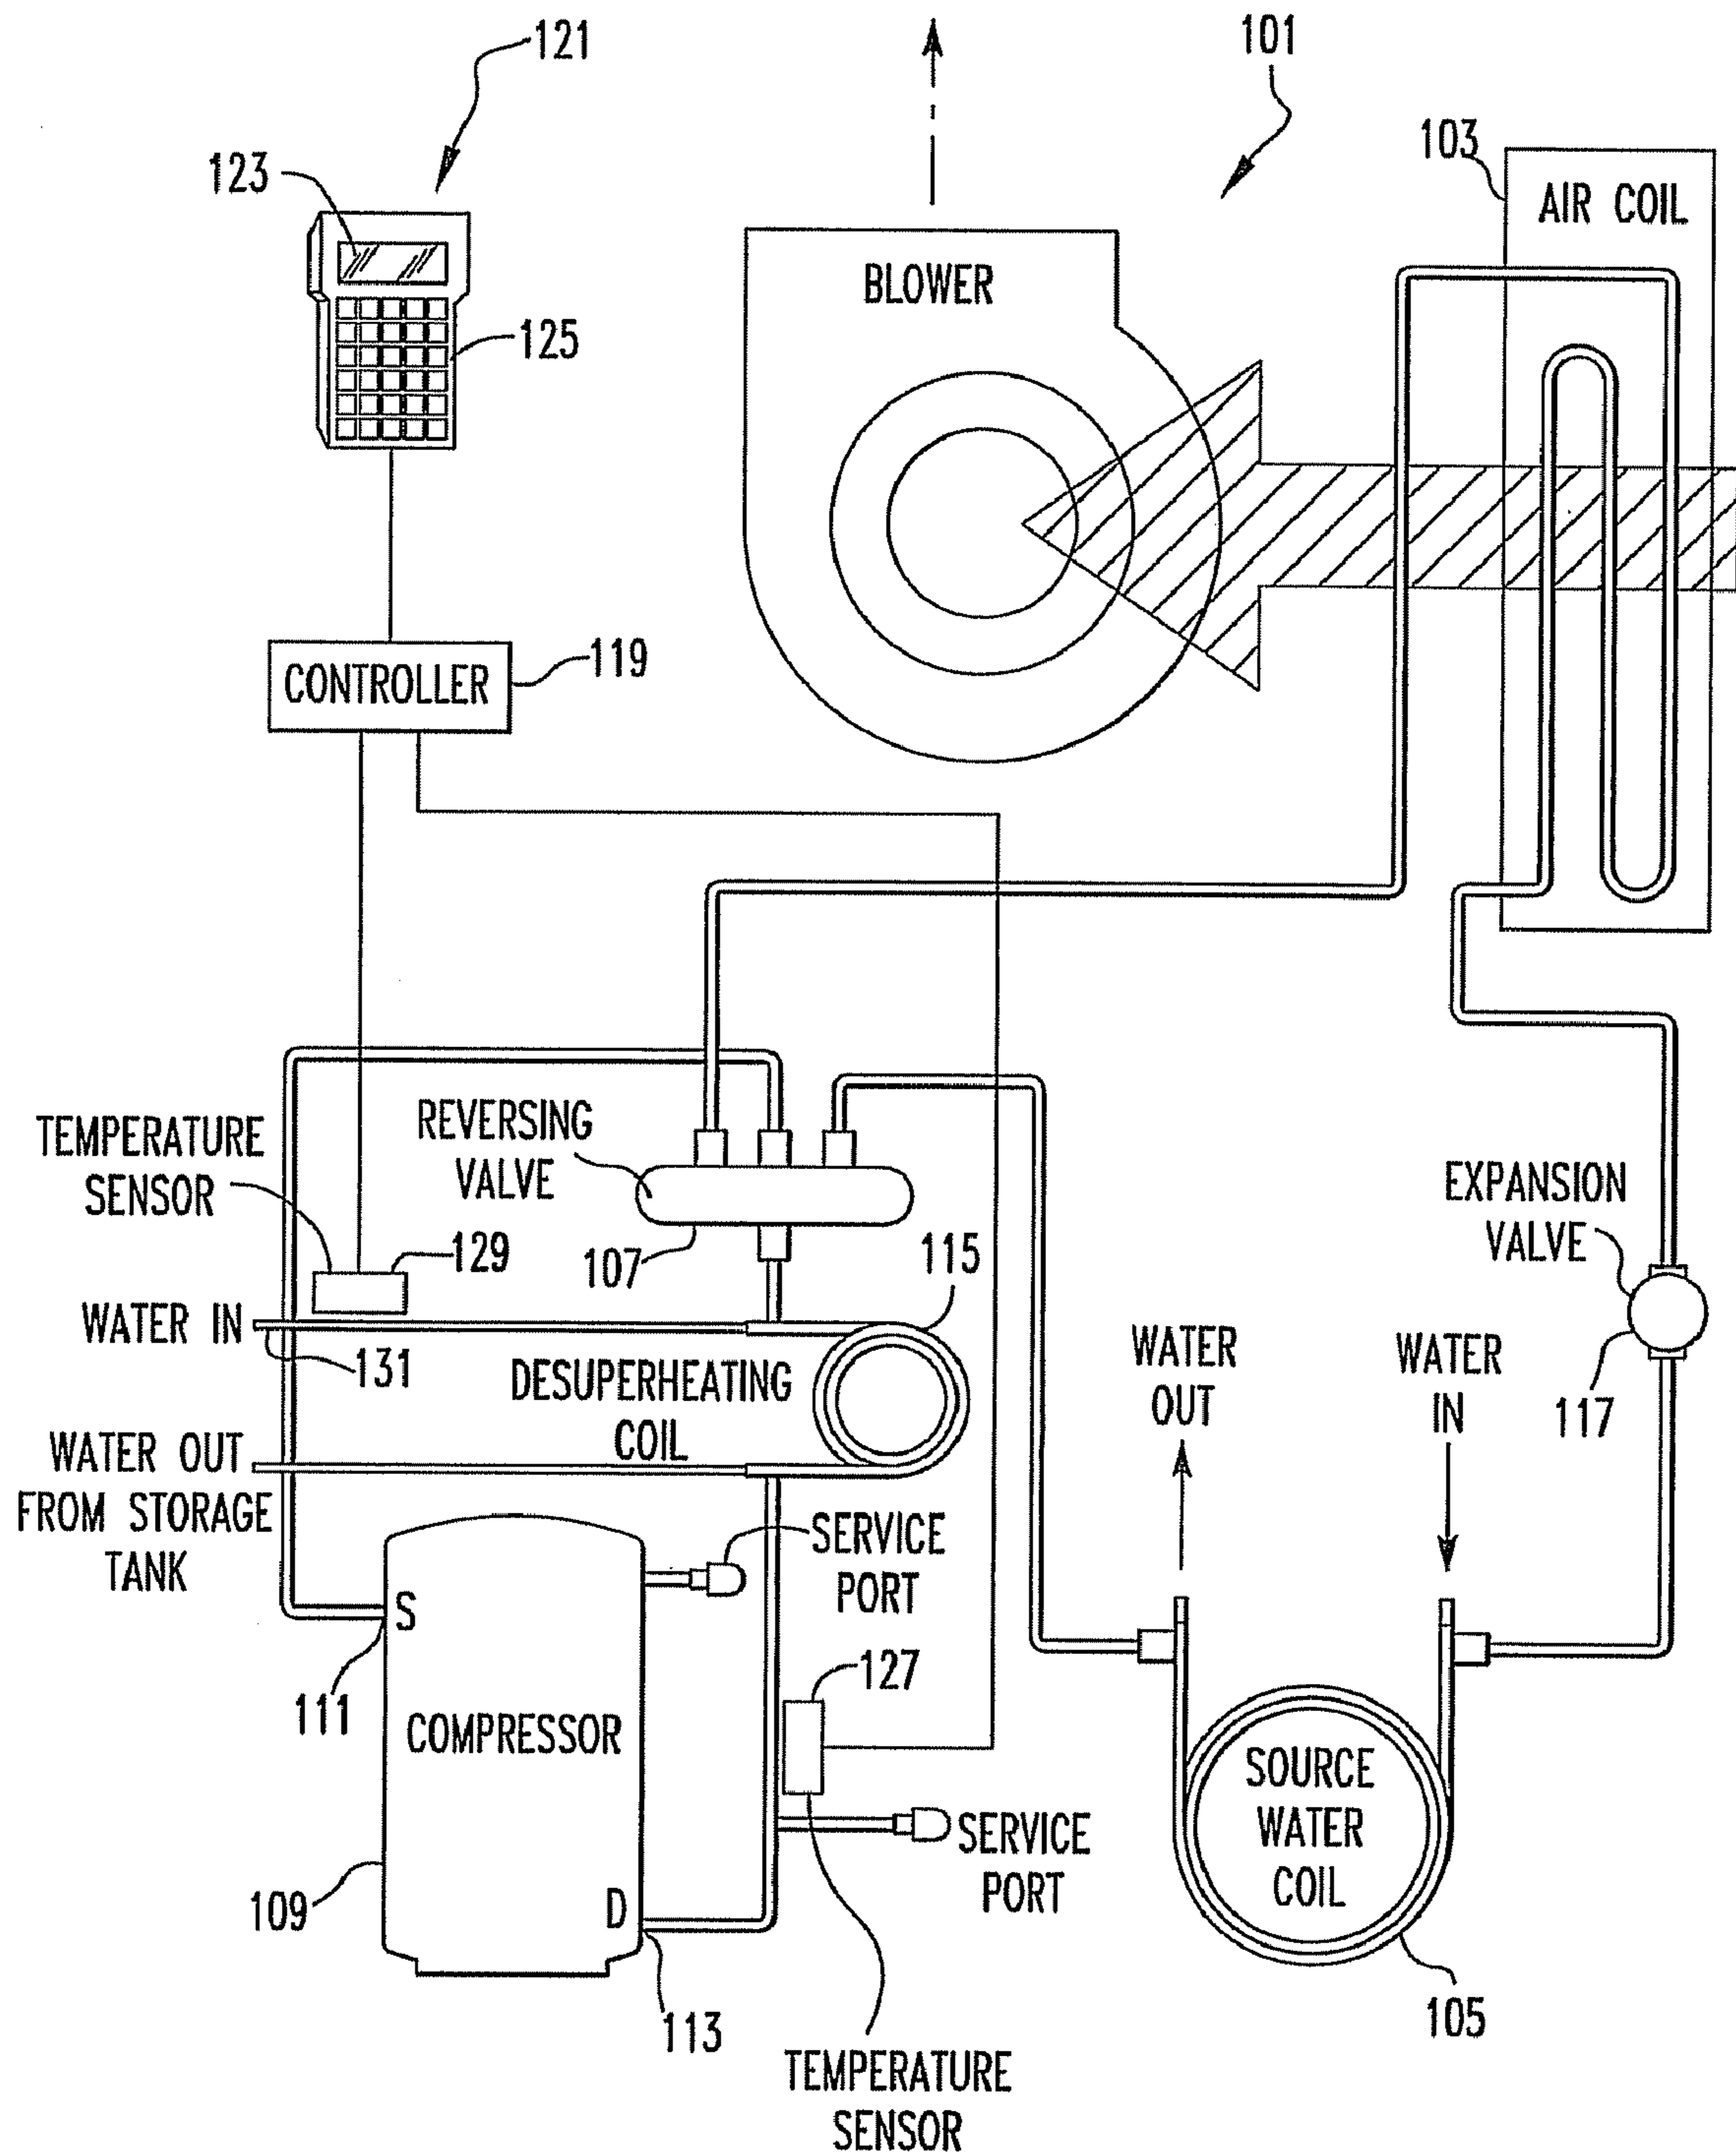 121
101
123
103
AIR COIL
BLOWER
125
CONTROLLER
119
REVERSING
VALVE
TEMPERATURE
SENSOR
129
107
115
EXPANSION
VALVE
117
WATER IN
131
DESUPERHEATING
COIL
WATER
OUT
WATER
IN
WATER OUT
FROM STORAGE
TANK
SERVICE
PORT
S
111
COMPRESSOR
127
SOURCE
WATER
COIL
SERVICE
PORT
109
D
113
105
TEMPERATURE
SENSOR